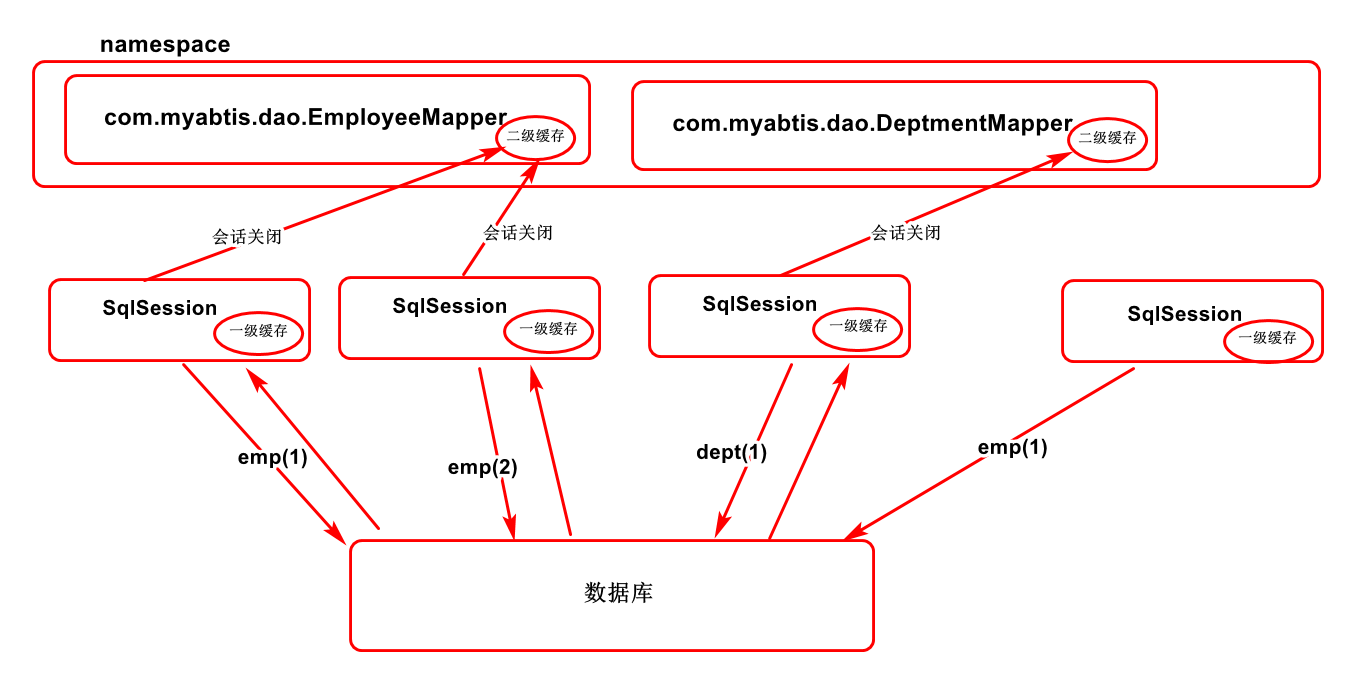 namespace
com.myabtis.dao.EmployeeMapper
二级缓存
com.myabtis.dao.DeptmentMapper
二级缓存
会话关闭
会话关闭
会话关闭
SqlSession
一级缓存
SqlSession
一级缓存
SqlSession
一级缓存
SqlSession
一级缓存
emp(1)
emp(2)
dept(1)
emp(1)
数据库